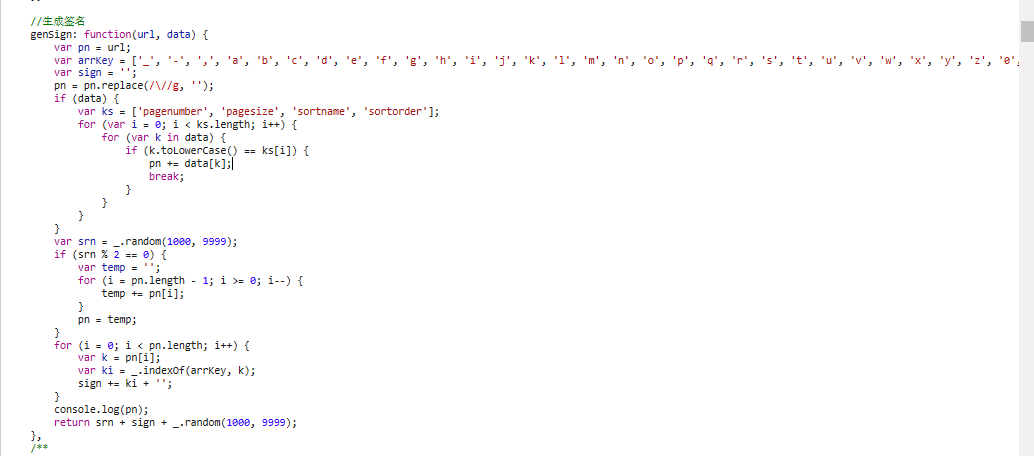 //生成签名
genSign: function(url, data) {
var pn = url;
var arrKey = ['_', '-', ',', 'a', 'b', 'c', 'd', 'e', 'f', 'g', 'h', 'i', 'j', 'k', 'l', 'm', 'n', 'o', 'p', 'q', 'r', 's', 't', 'u', 'v', 'w', 'x', 'y', 'z', '0',
var sign = '';
pn = pn.replace(/\//g, '');
if (data) {
var ks = ['pagenumber', 'pagesize', 'sortname', 'sortorder'];
for (var i = 0; i < ks.length; i++) {
for (var k in data) {
if (k.toLowerCase() == ks[i]) {
pn += data[k];
break;
}
}
}
}
var srn = _.random(1000, 9999);
if (srn % 2 == 0) {
var temp = '';
for (i = pn.length - 1; i >= 0; i--) {
temp += pn[i];
}
pn = temp;
}
for (i = 0; i < pn.length; i++) {
var k = pn[i];
var ki = _.indexOf(arrKey, k);
sign += ki + '';
}
console.log(pn);
return srn + sign + _.random(1000, 9999);
},
/**